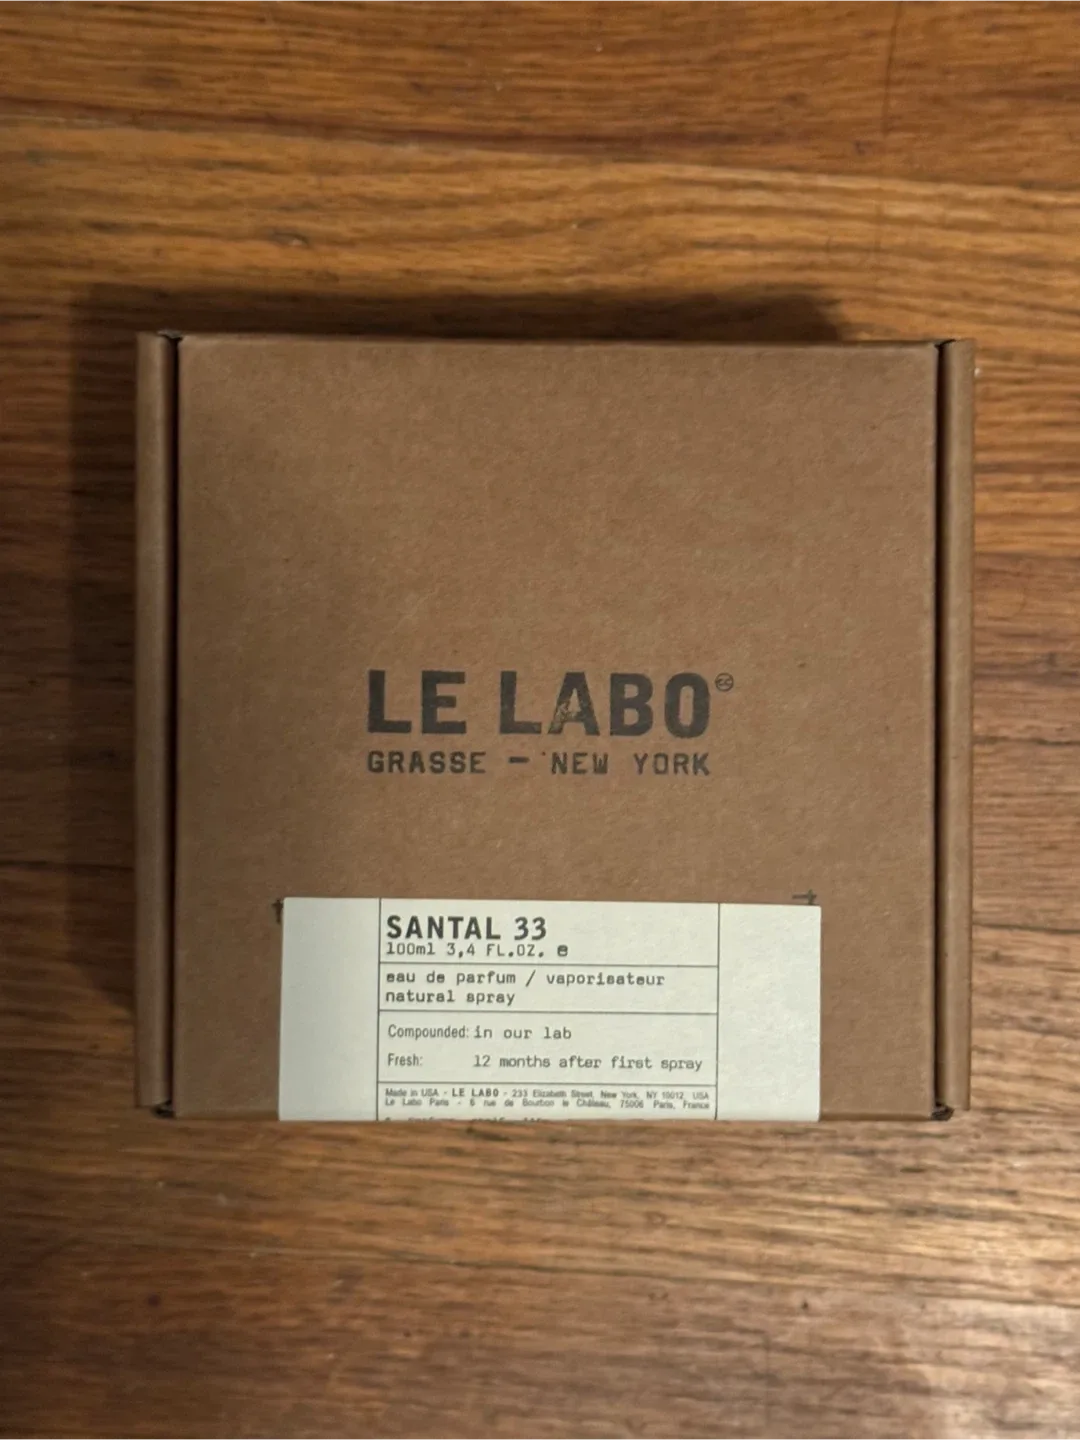 LE LABO
GRASSE - NEW YORK
SANTAL 33
100ml 3,4 FL.OZ. e
eau de parfum / vaporisateur
natural spray
Compounded: in our lab
Fresh: 12 months after first spray
Made in USA - LE LABO - 233 Elizabeth Street, New York, NY 10012, USA
Le Labo Paris - 6 rue de Bourbon le Château, 75006 Paris, France